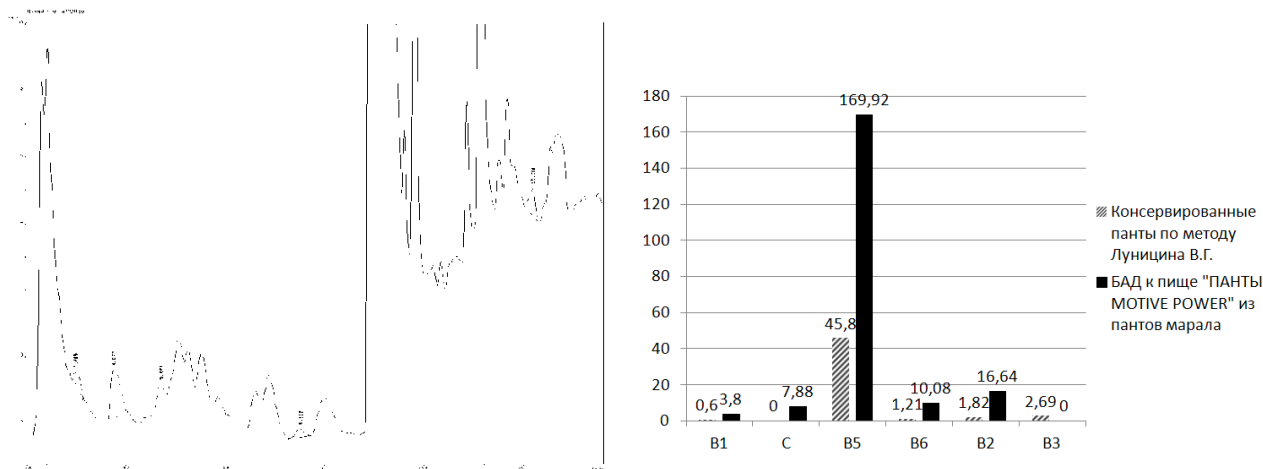 180
169,92
160
140
120
100
80
60
45,8
40
20
0,6 3,8
0 7,88
1,21 10,08
1,82 16,64
2,69 0
0
B1 C B5 B6 B2 B3
Консервированные
панты по методу
Луницина В.Г.
БАД к пище "ПАНТЫ
MOTIVE POWER" из
пантов марала